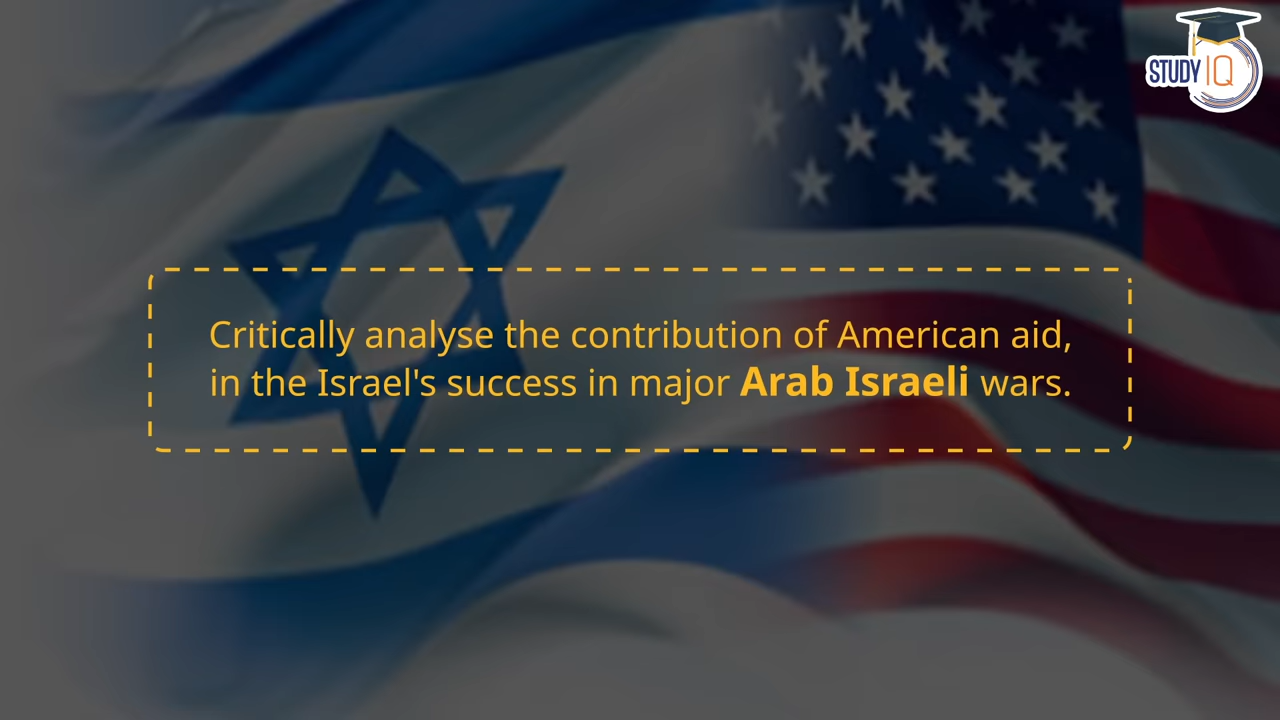 STUDY IQ
Critically analyse the contribution of American aid,
in the Israel's success in major Arab Israeli wars.